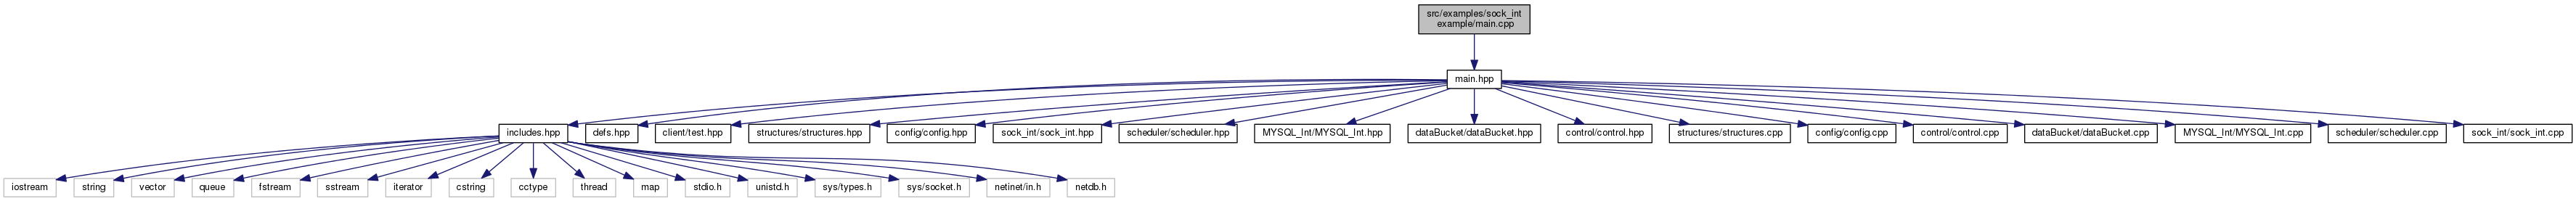 src/examples/sock_int
example/main.cpp
main.hpp
includes.hpp
defs.hpp
client/test.hpp
structures/structures.hpp
config/config.hpp
sock_int/sock_int.hpp
scheduler/scheduler.hpp
MYSQL_Int/MYSQL_Int.hpp
dataBucket/dataBucket.hpp
control/control.hpp
structures/structures.cpp
config/config.cpp
control/control.cpp
dataBucket/dataBucket.cpp
MYSQL_Int/MYSQL_Int.cpp
scheduler/scheduler.cpp
sock_int/sock_int.cpp
iostream
string
vector
queue
fstream
sstream
iterator
cstring
cctype
thread
map
stdio.h
unistd.h
sys/types.h
sys/socket.h
netinet/in.h
netdb.h